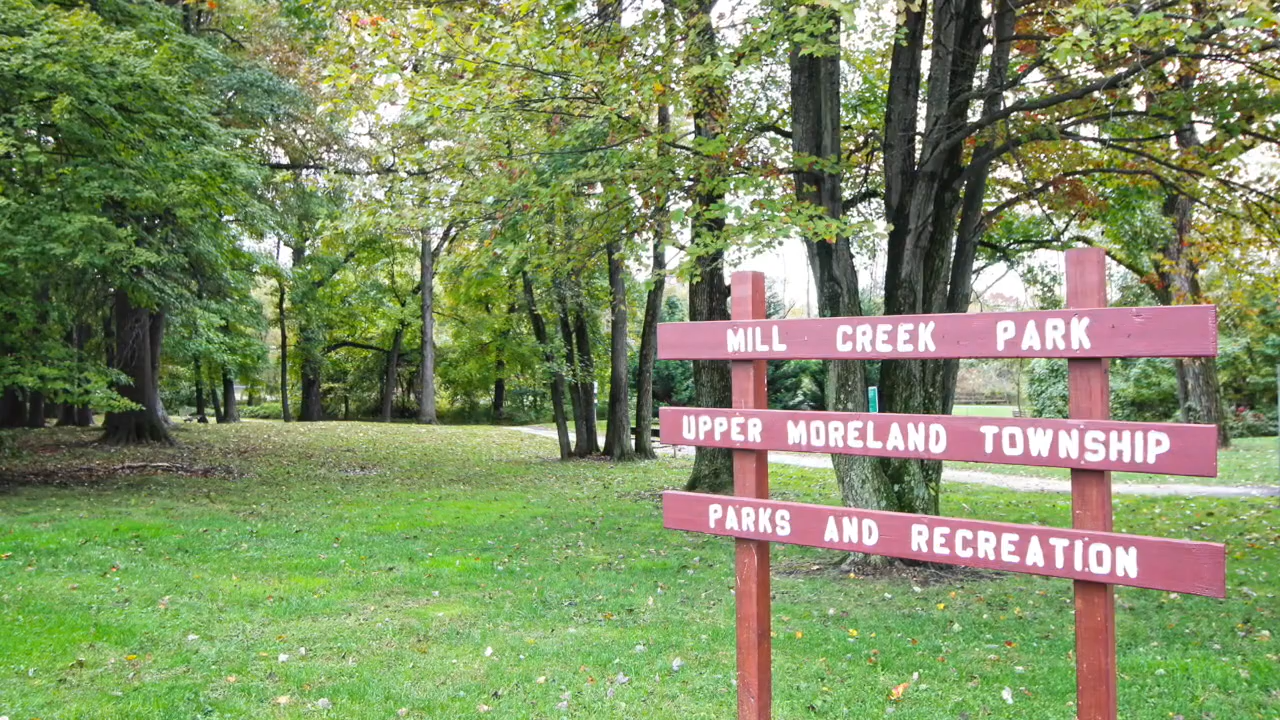 MILL CREEK PARK
UPPER MORELAND TOWNSHIP
PARKS AND RECREATION